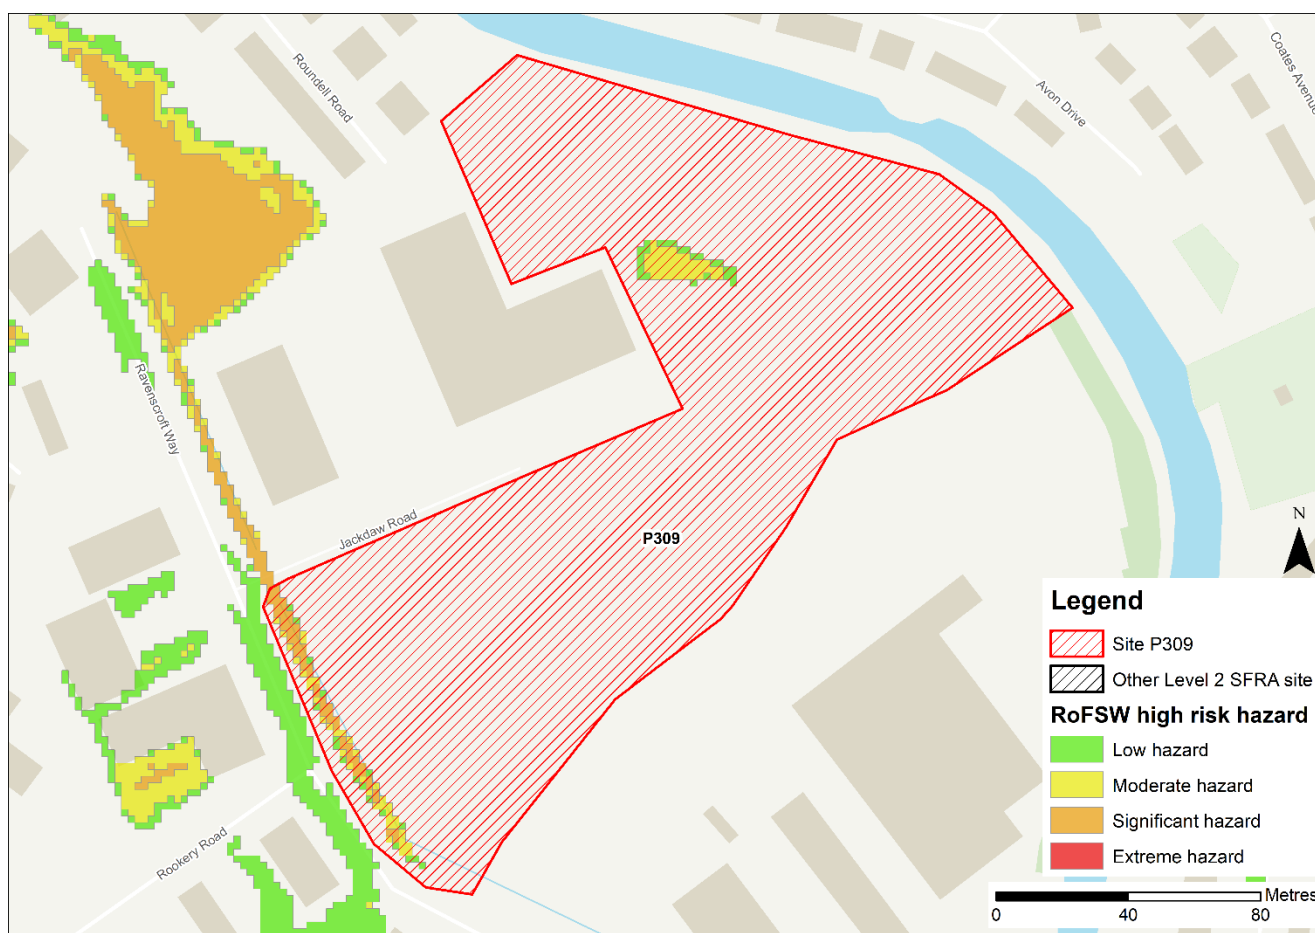 Roundell Road
Avon Drive
Coates Avenue
Ravenscroft Way
Jackdaw Road
P309
Rookery Road
N
Legend
Site P309
Other Level 2 SFRA site
RoFSW high risk hazard
Low hazard
Moderate hazard
Significant hazard
Extreme hazard
Metres
0 40 80